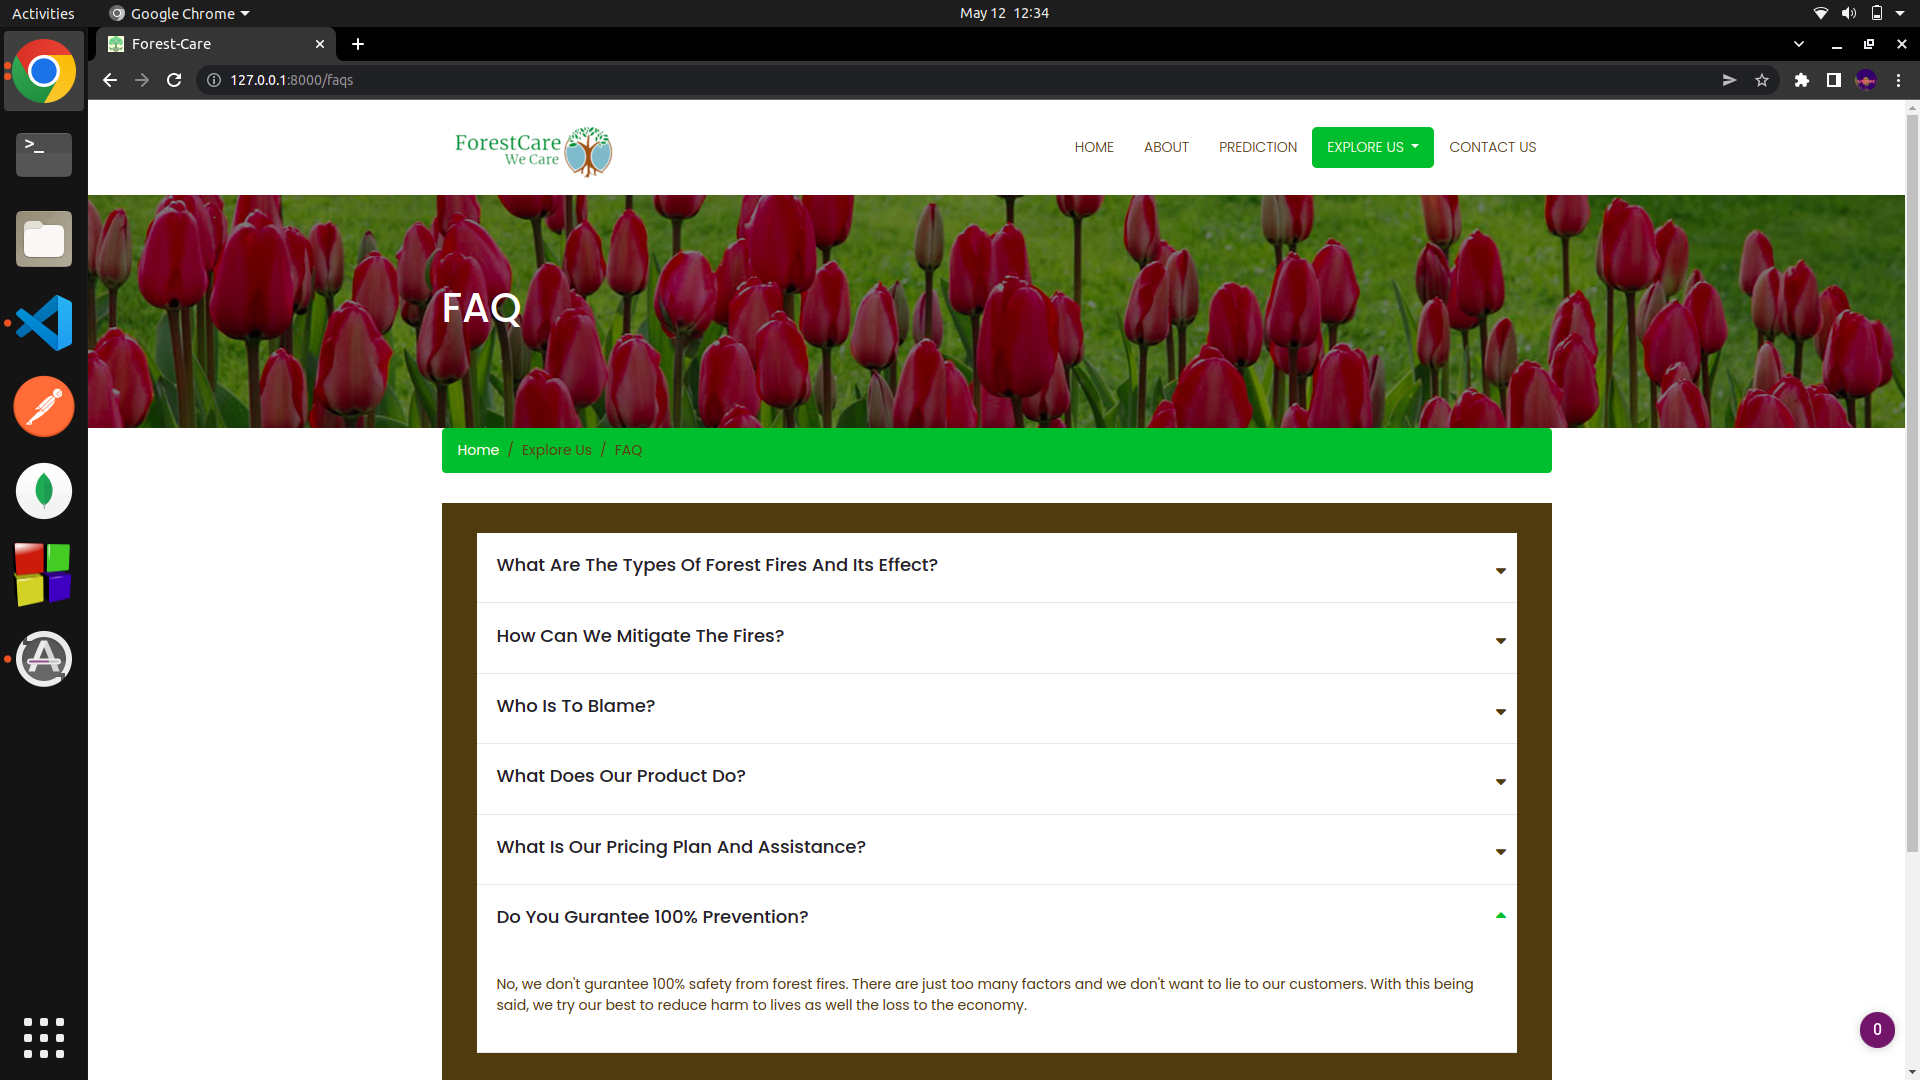 Activities
Google Chrome
May 12 12:34
Forest-Care
127.0.0.1:8000/faqs
ForestCare
We Care
HOME
ABOUT
PREDICTION
EXPLORE US
CONTACT US
FAQ
Home / Explore Us / FAQ
What Are The Types Of Forest Fires And Its Effect?
How Can We Mitigate The Fires?
Who Is To Blame?
What Does Our Product Do?
What Is Our Pricing Plan And Assistance?
Do You Gurantee 100% Prevention?
No, we don't gurantee 100% safety from forest fires. There are just too many factors and we don't want to lie to our customers. With this being
said, we try our best to reduce harm to lives as well the loss to the economy.
0